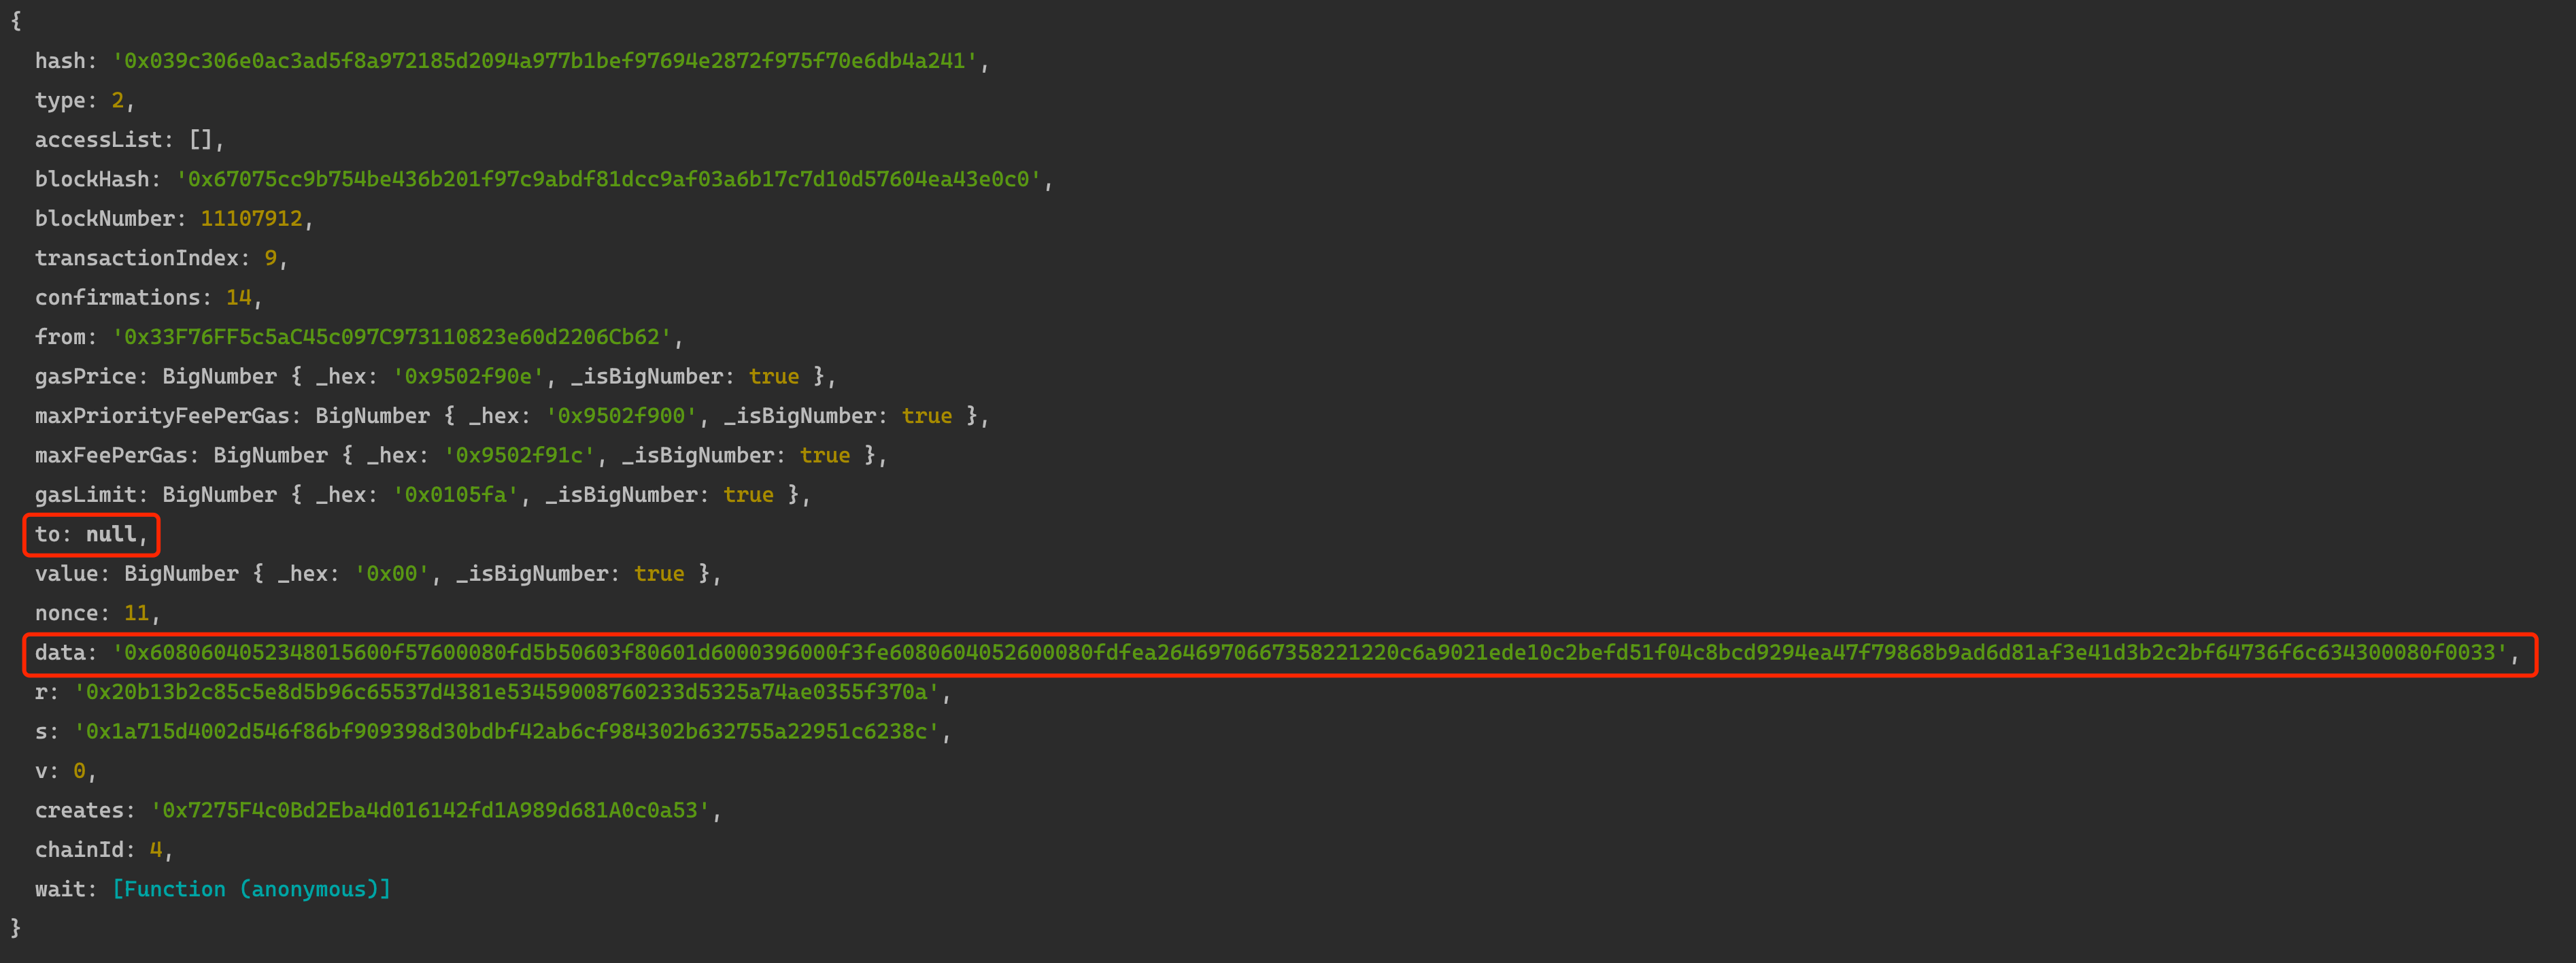 {
hash: '0x039c306e0ac3ad5f8a972185d2094a977b1bef97694e2872f975f70e6db4a241',
type: 2,
accessList: [],
blockHash: '0x67075cc9b754be436b201f97c9abdf81dcc9af03a6b17c7d10d57604ea43e0c0',
blockNumber: 11107912,
transactionIndex: 9,
confirmations: 14,
from: '0x33F76FF5c5aC45c097C973110823e60d2206Cb62',
gasPrice: BigNumber { _hex: '0x9502f90e', _isBigNumber: true },
maxPriorityFeePerGas: BigNumber { _hex: '0x9502f900', _isBigNumber: true },
maxFeePerGas: BigNumber { _hex: '0x9502f91c', _isBigNumber: true },
gasLimit: BigNumber { _hex: '0x0105fa', _isBigNumber: true },
to: null,
value: BigNumber { _hex: '0x00', _isBigNumber: true },
nonce: 11,
data: '0x6080604052348015600f57600080fd5b50603f80601d6000396000f3fe6080604052600080fdfea2646970667358221220c6a9021ede10c2befd51f04c8bcd9294ea47f79868b9ad6d81af3e41d3b2c2bf64736f6c634300080f0033',
r: '0x20b13b2c85c5e8d5b96c65537d4381e53459008760233d5325a74ae0355f370a',
s: '0x1a715d4002d546f86bf909398d30bdbf42ab6cf984302b632755a22951c6238c',
v: 0,
creates: '0x7275F4c0Bd2Eba4d016142fd1A989d681A0c0a53',
chainId: 4,
wait: [Function (anonymous)]
}